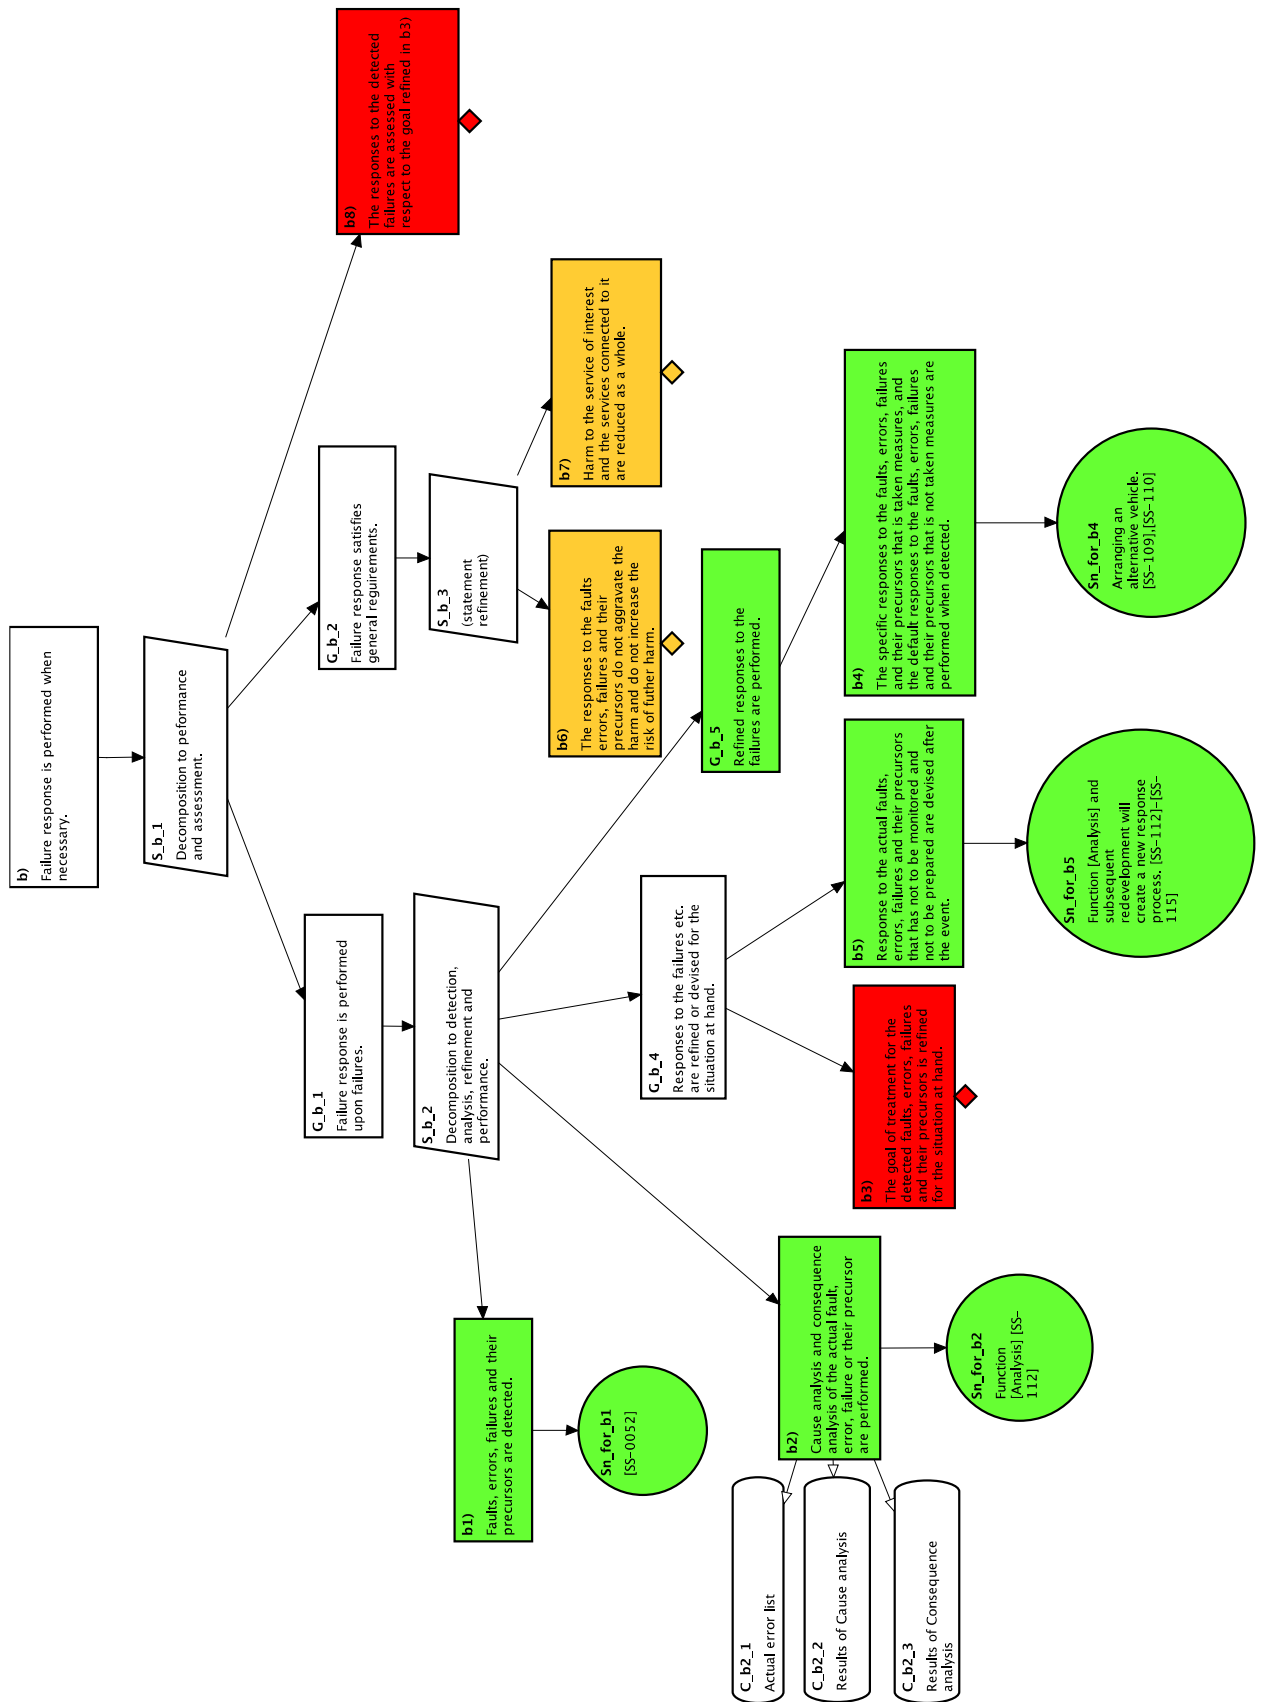 b)
Failure response is performed when
necessary.
S_b_1
Decomposition to peformance
and assessment.
G_b_1
Failure response is performed
upon failures.
G_b_2
Failure response satisfies
general reguirements.
b8)
The responses to the detected
failures are assessed with
respect to the goal refined in b3)
S_b_2
Decomposition to detection,
analysis, refinement and
performance.
S_b_3
(statement
refinement)
b1)
Faults, errors, failures and their
precursors are detected.
b6)
The responses to the faults
errors, failures and their
precursors do not aggravate the
harm and do not increase the
risk of futher harm.
b7)
Harm to the service of interest
and the services connected to it
are reduced as a whole.
Sn_for_b1
[SS-0052]
G_b_4
Responses to the failures etc.
are refined or devised for the
situation at hand.
G_b_5
Refined responses to the
failures are performed.
C_b2_1
Actual error list
C_b2_2
Results of Cause analysis
C_b2_3
Results of Consequence
analysis
b2)
Cause analysis and consequence
analysis of the actual fault,
error, failure or their precursor
are performed.
b3)
The goal of treatment for the
detected faults, errors, failures
and their precursors is refined
for the situation at hand.
b5)
Response to the actual faults,
errors, failures and their precursors
that has not to be monitored and
not to be prepared are devised after
the event.
b4)
The specific responses to the faults, errors, failures
and their precursors that is taken measures, and
the default responses to the faults, errors, failures
and their precursors that is not taken measures are
performed when detected.
Sn_for_b2
Function
[Analysis] [SS-
112]
Sn_for_b5
Function [Analysis] and
subsequent
redevelopment will
create a new response
process. [SS-112]-[SS-
115]
Sn_for_b4
Arranging an
alternative vehicle.
[SS-109],[SS-110]